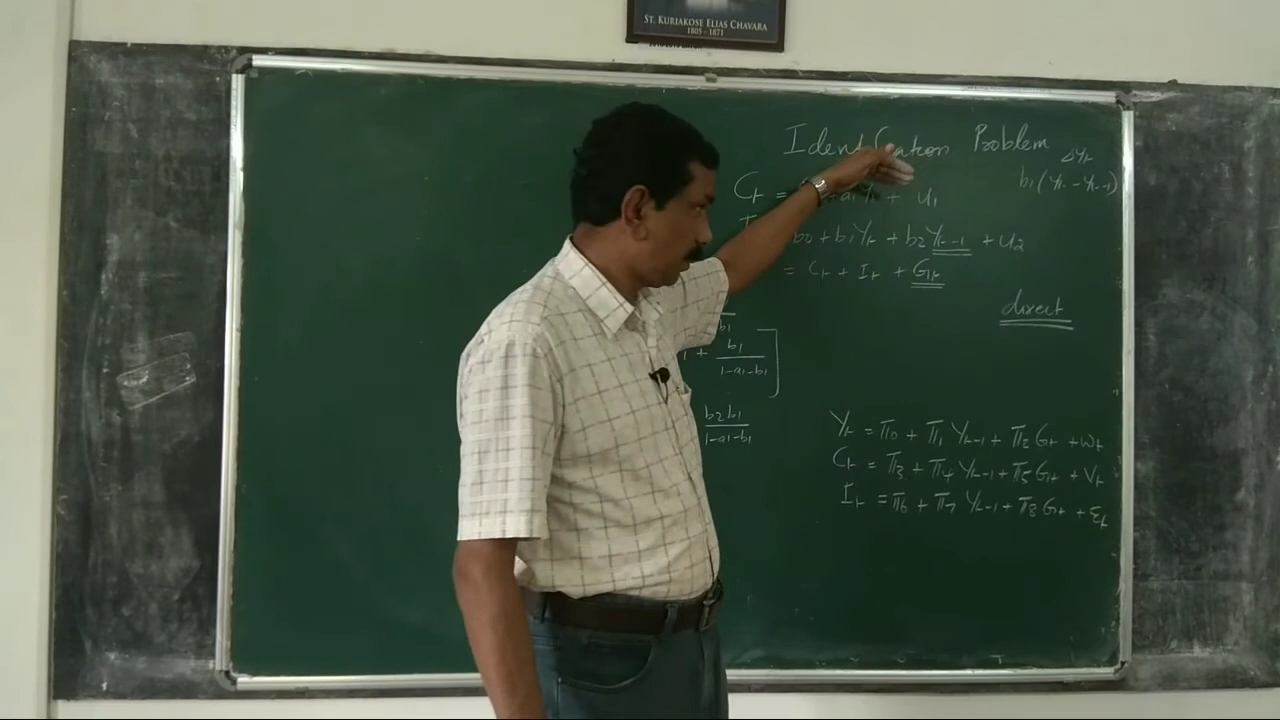 ST. KURIAKOSE ELIAS CHAVARA
1805 - 1871
Identification Problem
ΔYt
b1(Yt - Yt-1)
Ct = a1Yt + u1
b0 + b1Yt + b2Yt-1 + u2
= Ct + It + Gt
direct
b1
1 + b1/1-a1-b1 ]
b2b1/1-a1-b1
Yt = π0 + π1 Yt-1 + π2 Gt + wt
Ct = π3 + π4 Yt-1 + π5 Gt + Vt
It = π6 + π7 Yt-1 + π8 Gt + εt